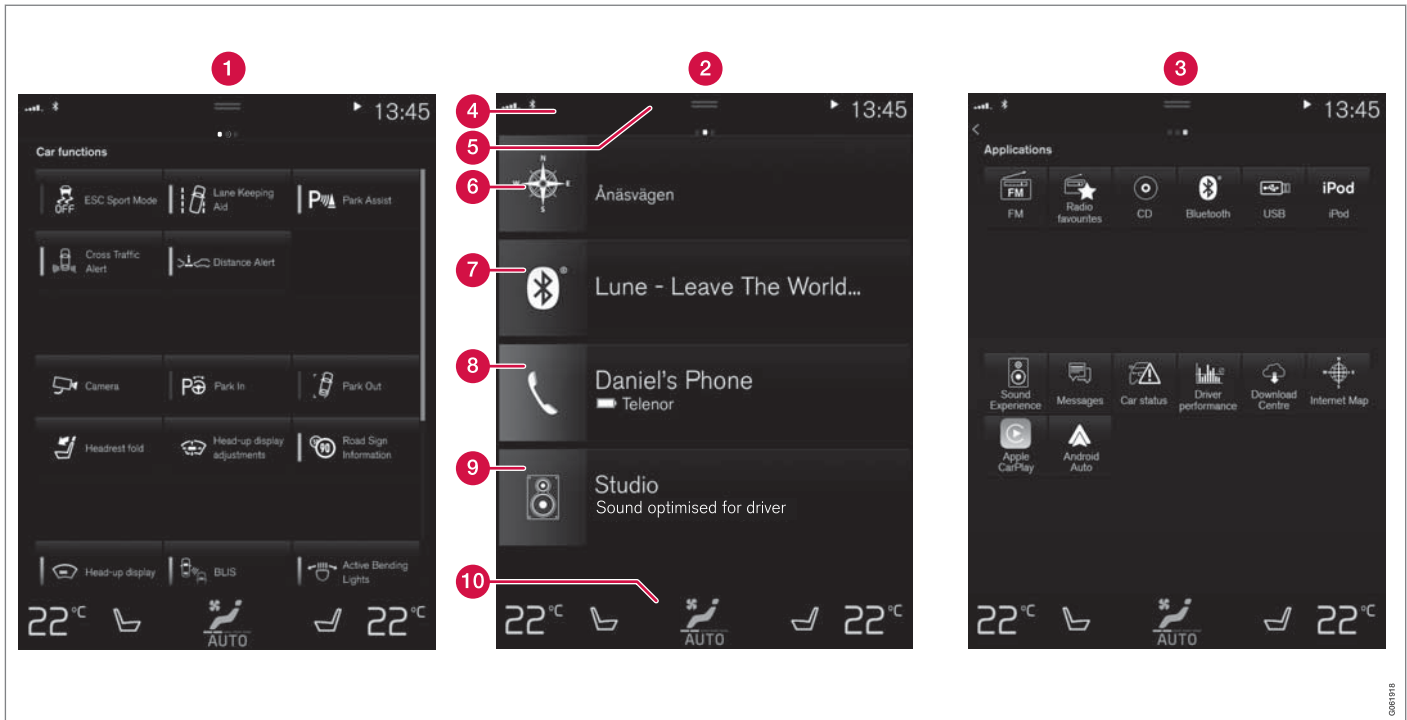 1
2
3
13:45
Car functions
ESC Sport Mode
OFF
Lane Keeping
Aid
P
Park Assist
Cross Traffic
Alert
Distance Alert
Camera
P
Park In
Park Out
Headrest fold
Head-up display
adjustments
90
Road Sign
Information
Head-up display
BLIS
Active Bending
Lights
22°C
AUTO
22°C
4
5
6
7
8
9
10
13:45
N
W
E
S
Ånäsvägen
Lune - Leave The World...
Daniel's Phone
Telenor
Studio
Sound optimised for driver
22°C
AUTO
22°C
13:45
Applications
FM
FM
Radio
favourites
CD
Bluetooth
USB
iPod
iPod
Sound
Experience
Messages
Car status
Driver
performance
Download
Centre
Internet Map
Apple
CarPlay
Android
Auto
22°C
AUTO
22°C
G061918